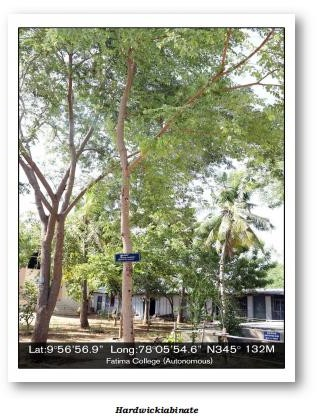 Lat:9°56'56.9" Long:78°05'54.6" N345° 132M
Fatima College (Autonomous)
Hardwickiabinate